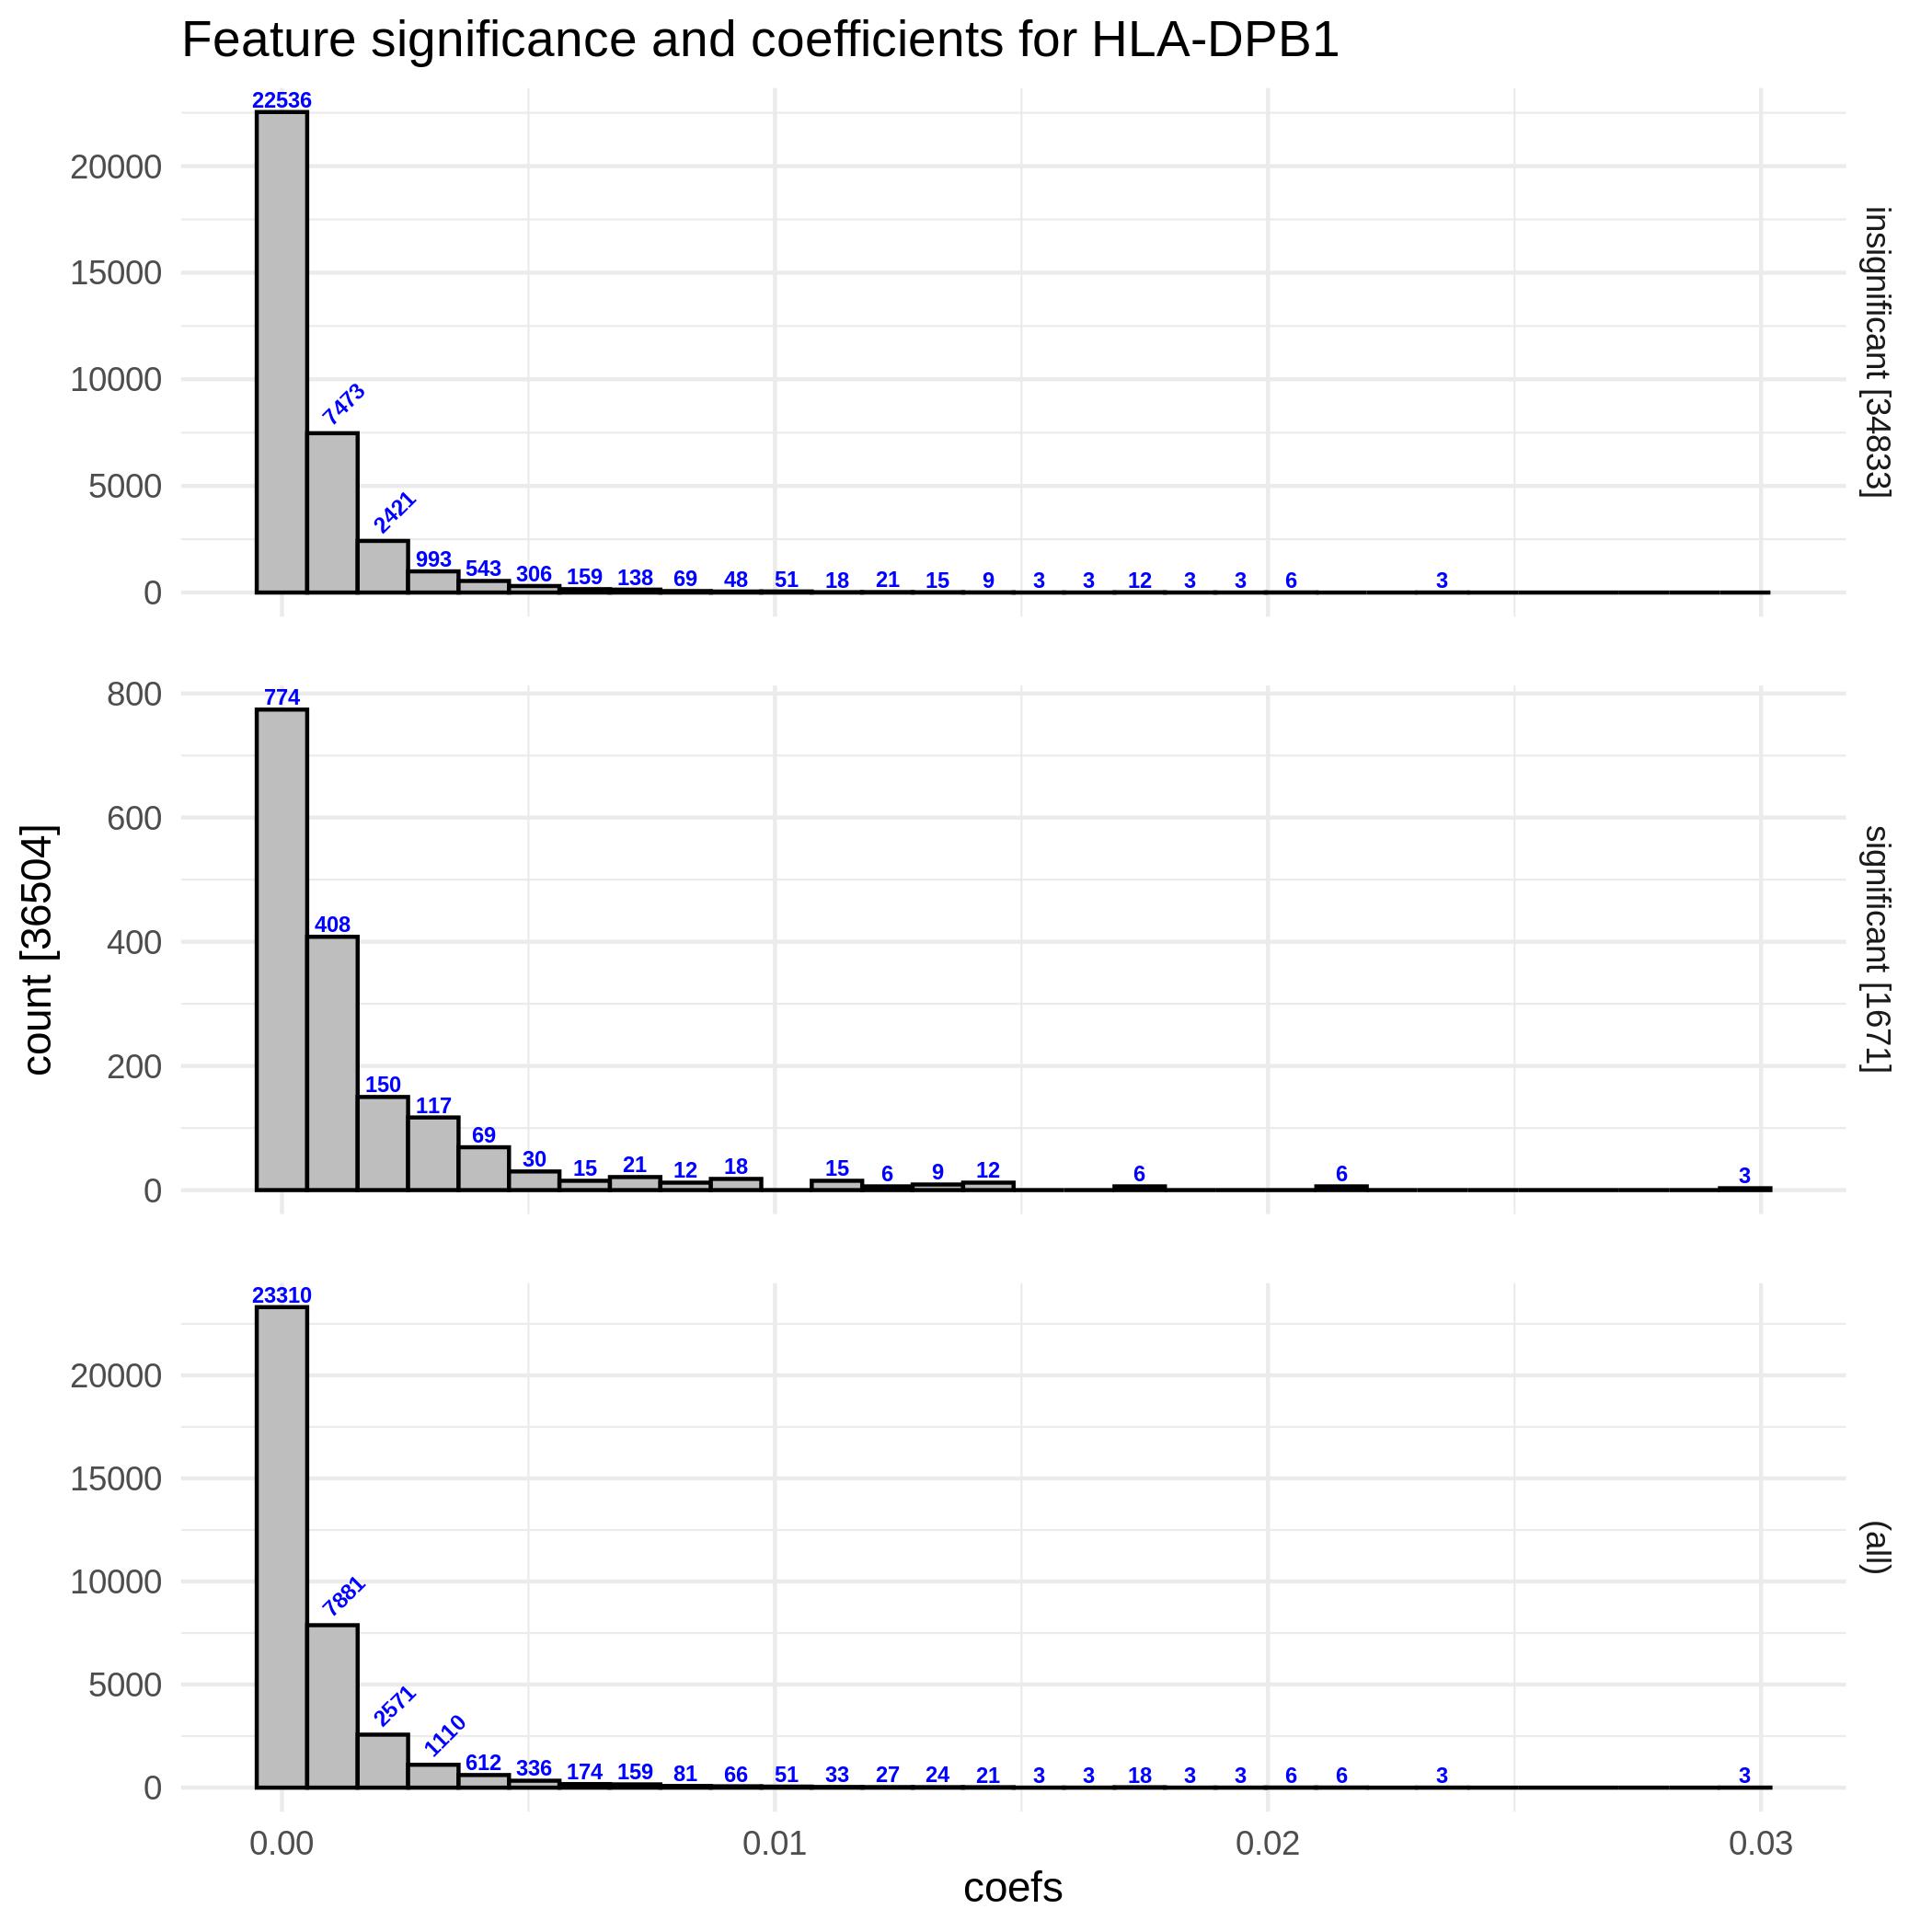 Feature significance and coefficients for HLA-DPB1
count [36504]
insignificant [34833]
20000
15000
10000
5000
0
22536
7473
2421
993 543 306 159 138 69 48 51 18 21 15 9 3 3 12 3 3 6 3
significant [1671]
800
600
400
200
0
774
408
150
117
69
30 15 21 12 18 15 6 9 12 6 6 3
(all)
20000
15000
10000
5000
0
23310
7881
2571
1110
612 336 174 159 81 66 51 33 27 24 21 3 3 18 3 3 6 6 3 3
0.00 0.01 0.02 0.03
coefs